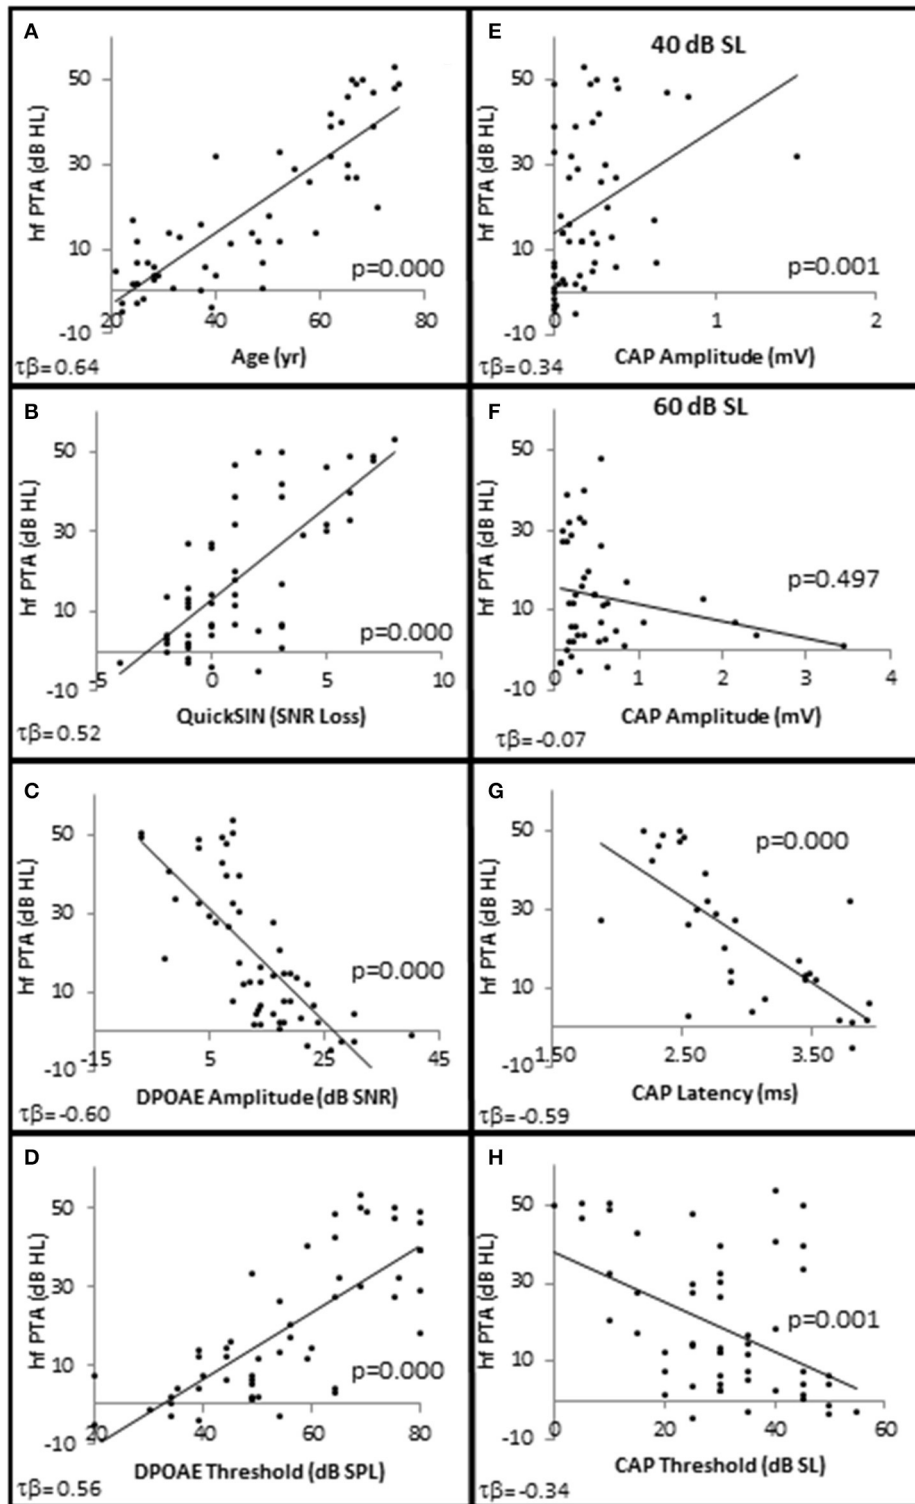 A
hf PTA (dB HL)
50
30
10
-10
20
40
60
80
p=0.000
Age (yr)
τβ=0.64
E
40 dB SL
hf PTA (dB HL)
50
30
10
-10
0
1
2
p=0.001
CAP Amplitude (mV)
τβ=0.34
B
hf PTA (dB HL)
50
30
10
-10
5
0
5
10
p=0.000
QuickSIN (SNR Loss)
τβ=0.52
F
60 dB SL
hf PTA (dB HL)
50
30
10
-10
0
1
2
3
4
p=0.497
CAP Amplitude (mV)
τβ=-0.07
C
hf PTA (dB HL)
50
30
10
-10
-15
5
25
45
p=0.000
DPOAE Amplitude (dB SNR)
τβ=-0.60
G
hf PTA (dB HL)
50
30
10
-10
1.50
2.50
3.50
p=0.000
CAP Latency (ms)
τβ=-0.59
D
hf PTA (dB HL)
50
30
10
-10
20
40
60
80
p=0.000
DPOAE Threshold (dB SPL)
τβ=0.56
H
hf PTA (dB HL)
50
30
10
-10
0
20
40
60
p=0.001
CAP Threshold (dB SL)
τβ=-0.34